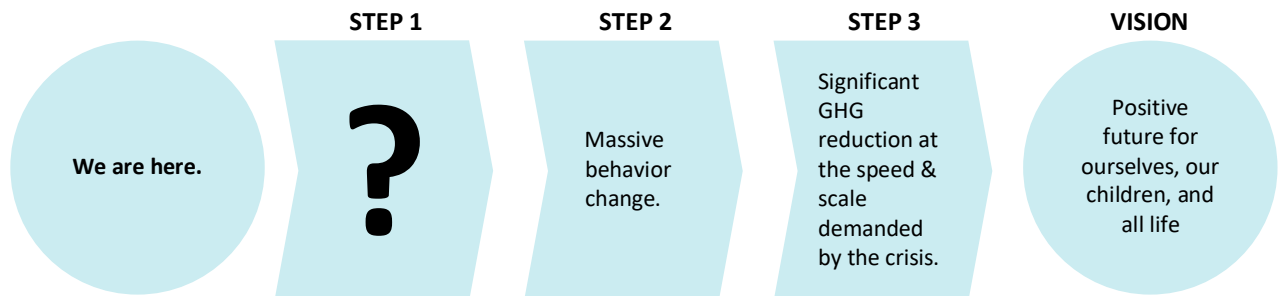 STEP 1
STEP 2
STEP 3
VISION
We are here.
?
Massive
behavior
change.
Significant
GHG
reduction at
the speed &
scale
demanded
by the crisis.
Positive
future for
ourselves, our
children, and
all life